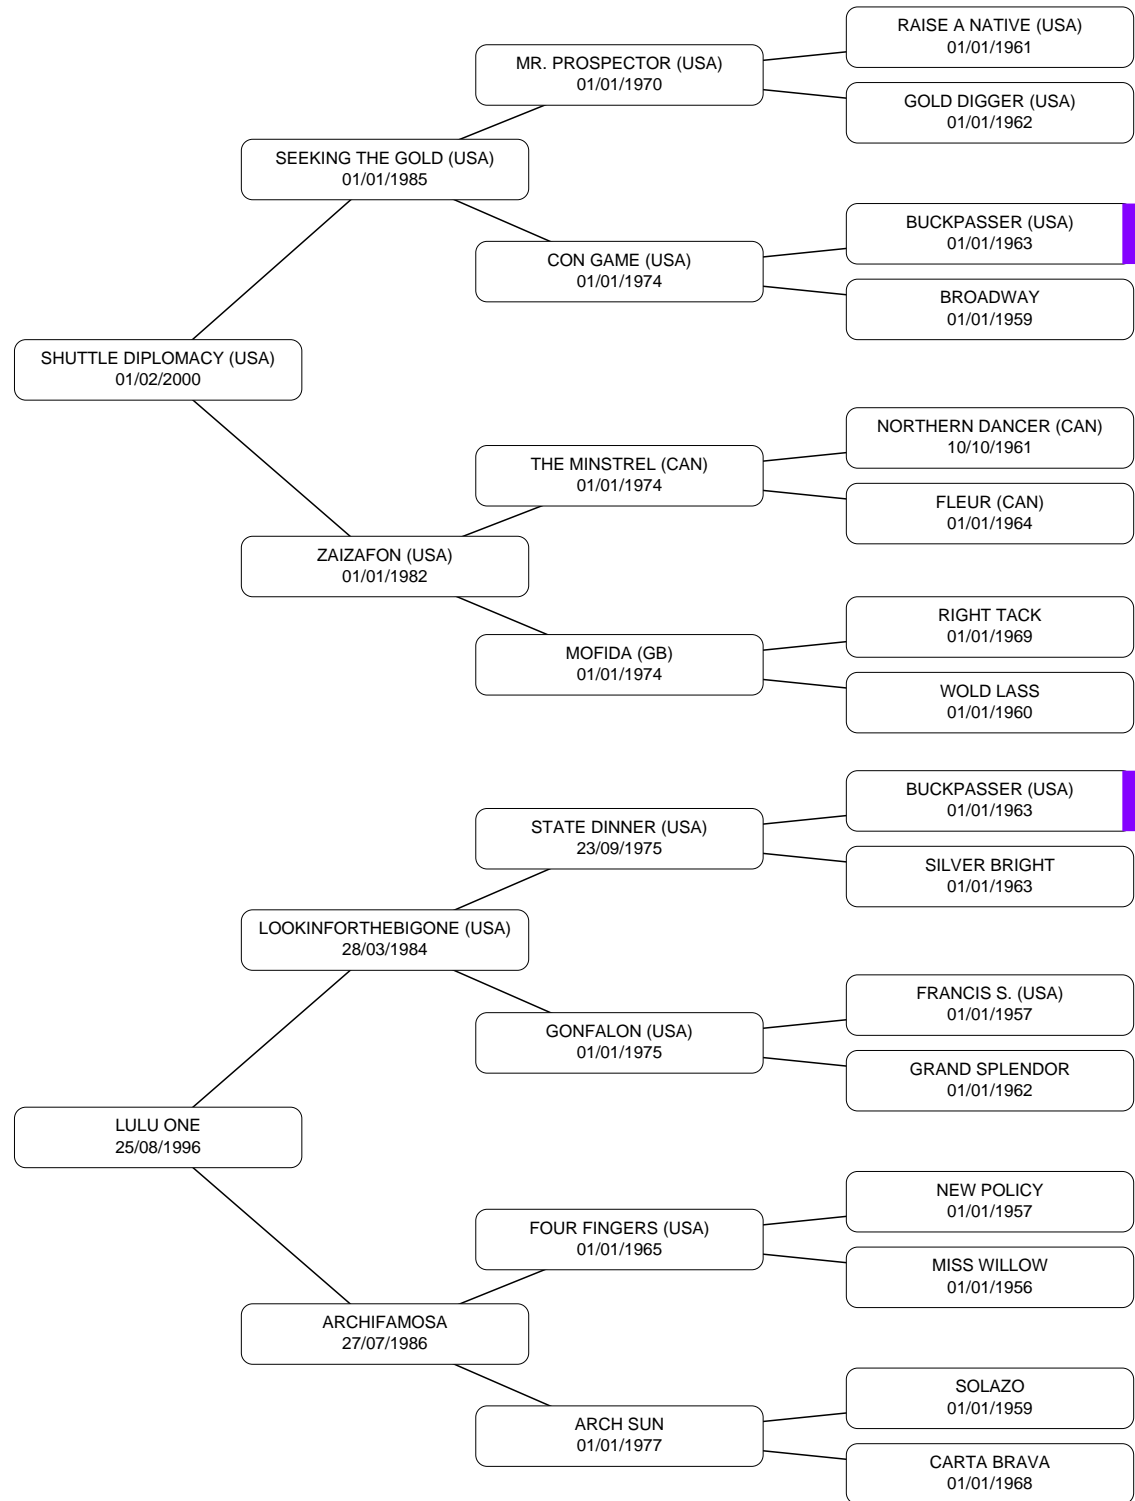 RAISE A NATIVE (USA)
01/01/1961
MR. PROSPECTOR (USA)
01/01/1970
GOLD DIGGER (USA)
01/01/1962
SEEKING THE GOLD (USA)
01/01/1985
BUCKPASSER (USA)
01/01/1963
CON GAME (USA)
01/01/1974
BROADWAY
01/01/1959
SHUTTLE DIPLOMACY (USA)
01/02/2000
NORTHERN DANCER (CAN)
10/10/1961
THE MINSTREL (CAN)
01/01/1974
FLEUR (CAN)
01/01/1964
ZAIZAFON (USA)
01/01/1982
RIGHT TACK
01/01/1969
MOFIDA (GB)
01/01/1974
WOLD LASS
01/01/1960
BUCKPASSER (USA)
01/01/1963
STATE DINNER (USA)
23/09/1975
SILVER BRIGHT
01/01/1963
LOOKINFORTHEBIGONE (USA)
28/03/1984
FRANCIS S. (USA)
01/01/1957
GONFALON (USA)
01/01/1975
GRAND SPLENDOR
01/01/1962
LULU ONE
25/08/1996
NEW POLICY
01/01/1957
FOUR FINGERS (USA)
01/01/1965
MISS WILLOW
01/01/1956
ARCHIFAMOSA
27/07/1986
SOLAZO
01/01/1959
ARCH SUN
01/01/1977
CARTA BRAVA
01/01/1968